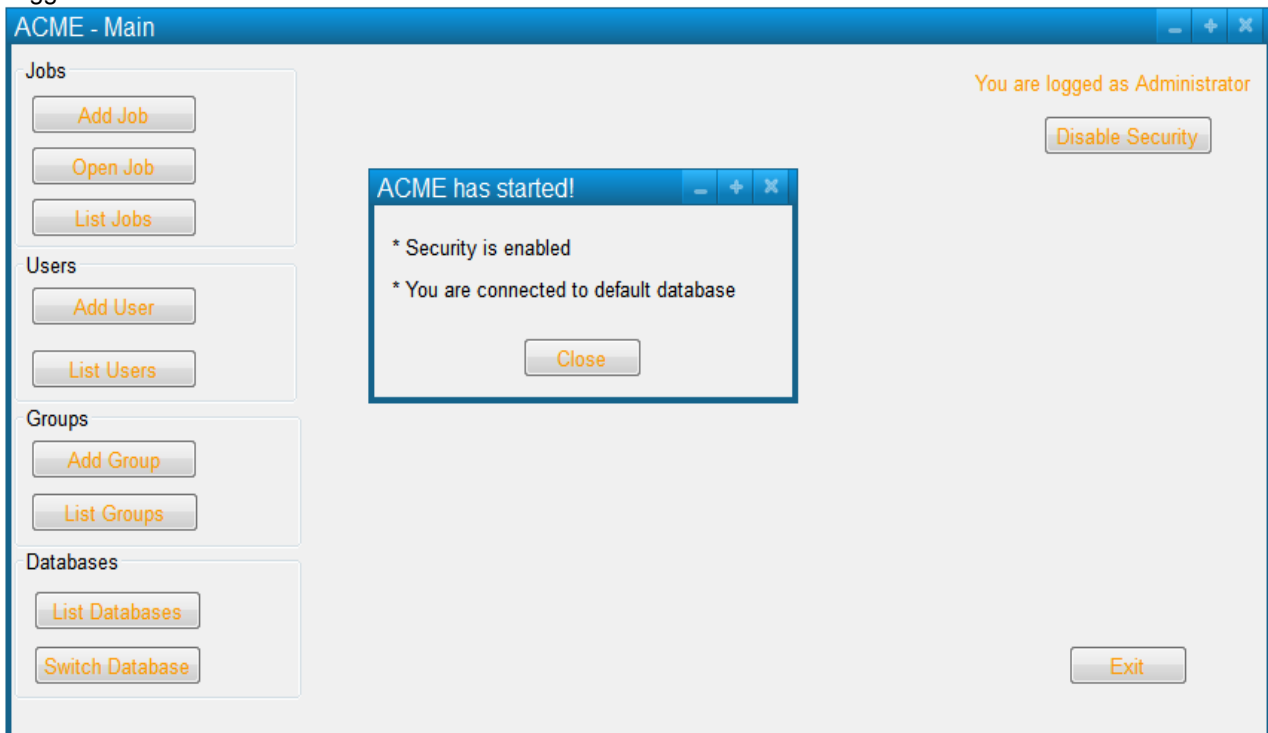 ACME - Main
Jobs
Add Job
Open Job
List Jobs
Users
Add User
List Users
Groups
Add Group
List Groups
Databases
List Databases
Switch Database
You are logged as Administrator
Disable Security
ACME has started!
* Security is enabled
* You are connected to default database
Close
Exit